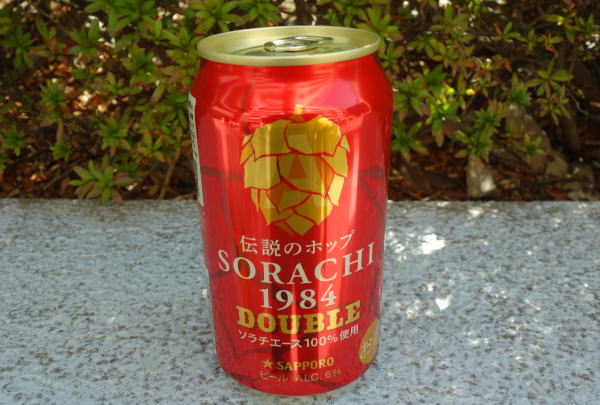 伝説のホップ
SORACHI
1984
DOUBLE
ソラチエース100%使用
★SAPPORO
ビール ALC. 6%